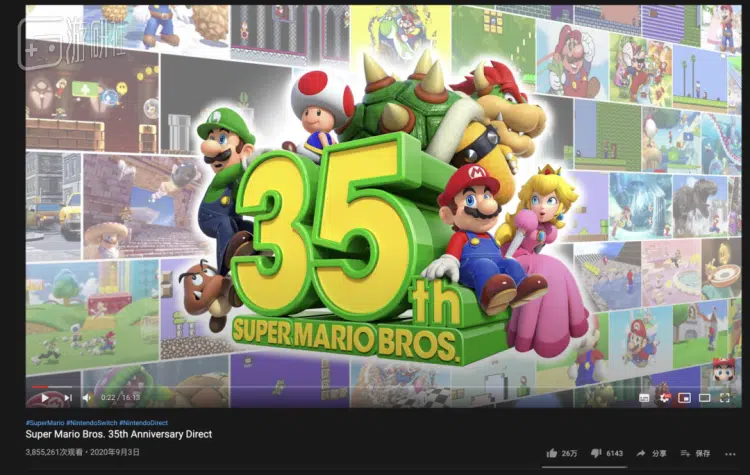 游研社
35th
SUPER MARIO BROS.
0:22 / 16:13
#SuperMario #NintendoSwitch #NintendoDirect
Super Mario Bros. 35th Anniversary Direct
3,855,261次观看 • 2020年9月3日
26万 6143 分享 保存